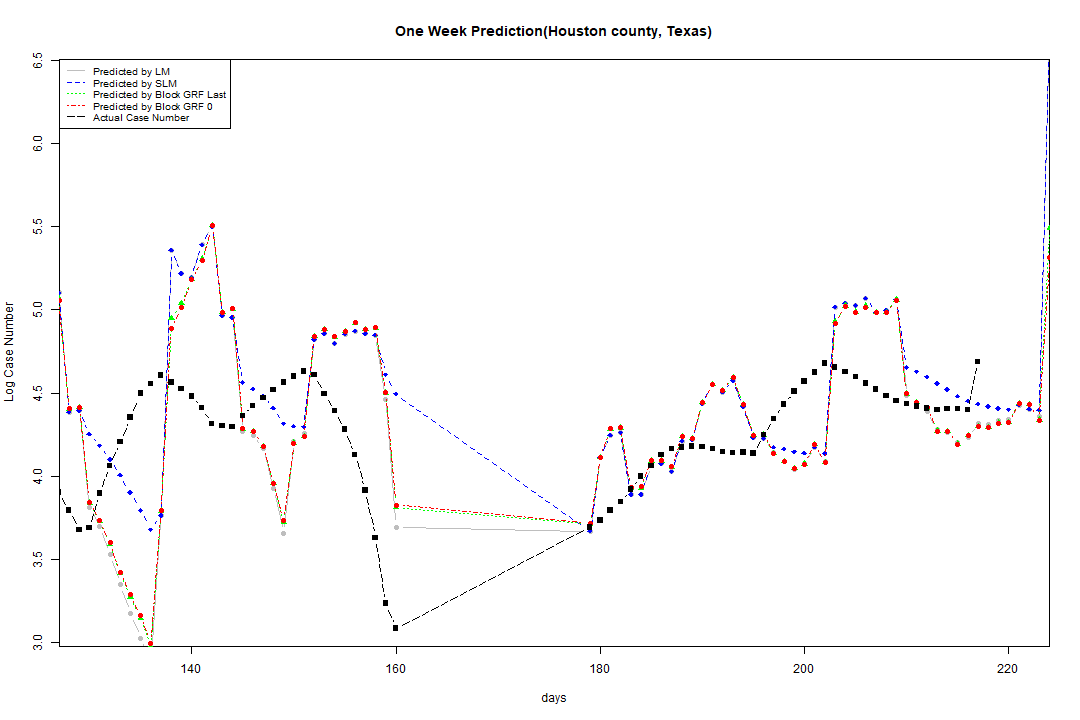 One Week Prediction(Houston county, Texas)
Predicted by LM
Predicted by SLM
Predicted by Block GRF Last
Predicted by Block GRF 0
Actual Case Number
Log Case Number
6.5
6.0
5.5
5.0
4.5
4.0
3.5
3.0
140 160 180 200 220
days